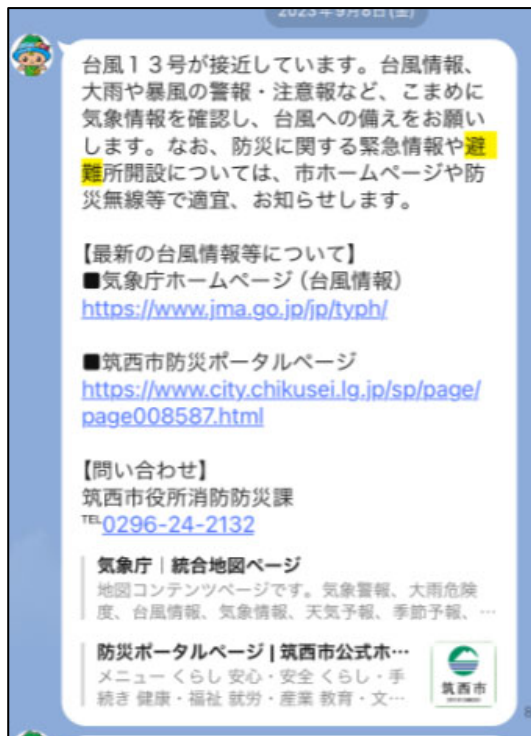 2023年9月8日(金)
台風１３号が接近しています。台風情報、
大雨や暴風の警報・注意報など、こまめに
気象情報を確認し、台風への備えをお願い
します。なお、防災に関する緊急情報や避
難所開設については、市ホームページや防
災無線等で適宜、お知らせします。
【最新の台風情報等について】
■気象庁ホームページ（台風情報）
https://www.jma.go.jp/jp/typh/
■筑西市防災ポータルページ
https://www.city.chikusei.lg.jp/sp/page/
page008587.html
【問い合わせ】
筑西市役所消防防災課
℡0296-24-2132
気象庁｜統合地図ページ
地図コンテンツページです。気象警報、大雨危険
度、台風情報、気象情報、天気予報、季節予報、…
防災ポータルページ | 筑西市公式ホ…
メニュー くらし 安心・安全 くらし・手
続き 健康・福祉 就労・産業 教育・文…
筑西市